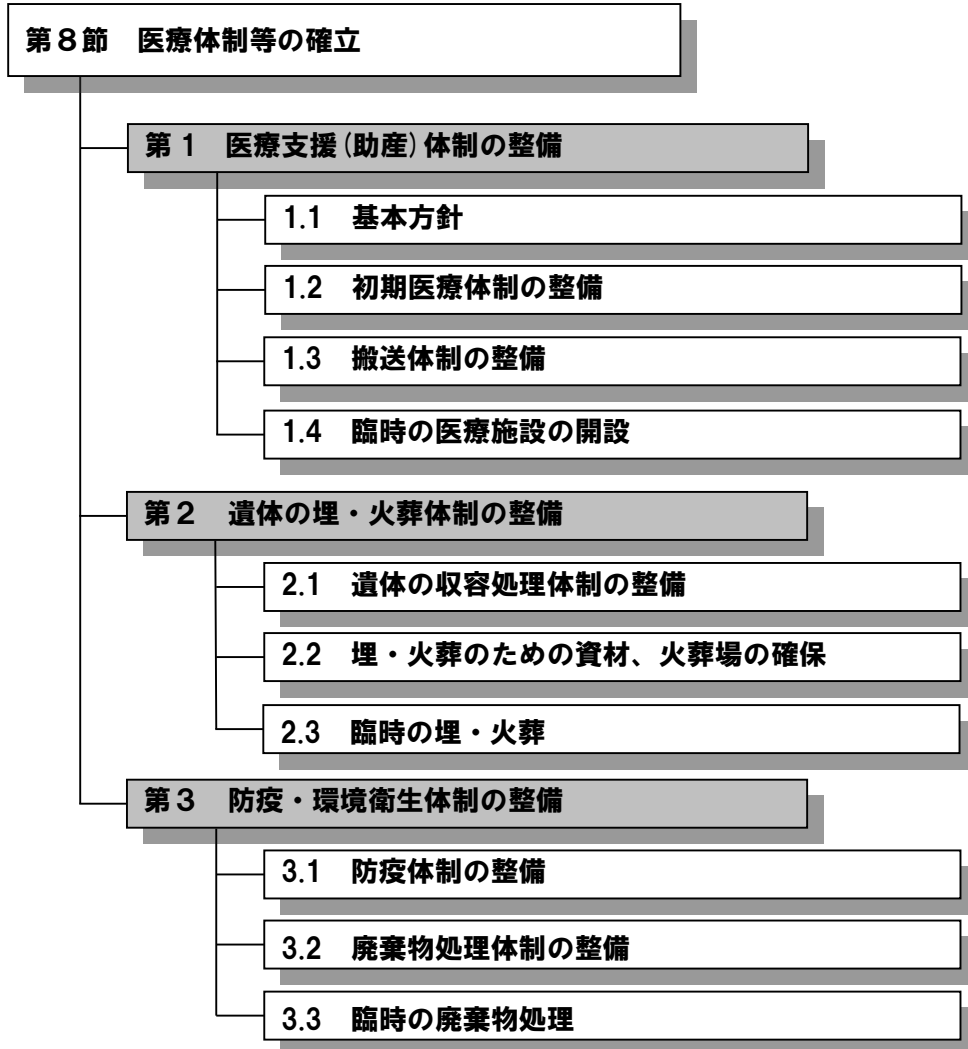 第８節　医療体制等の確立
第１　医療支援(助産)体制の整備
1.1　基本方針
1.2　初期医療体制の整備
1.3　搬送体制の整備
1.4　臨時の医療施設の開設
第２　遺体の埋・火葬体制の整備
2.1　遺体の収容処理体制の整備
2.2　埋・火葬のための資材、火葬場の確保
2.3　臨時の埋・火葬
第３　防疫・環境衛生体制の整備
3.1　防疫体制の整備
3.2　廃棄物処理体制の整備
3.3　臨時の廃棄物処理